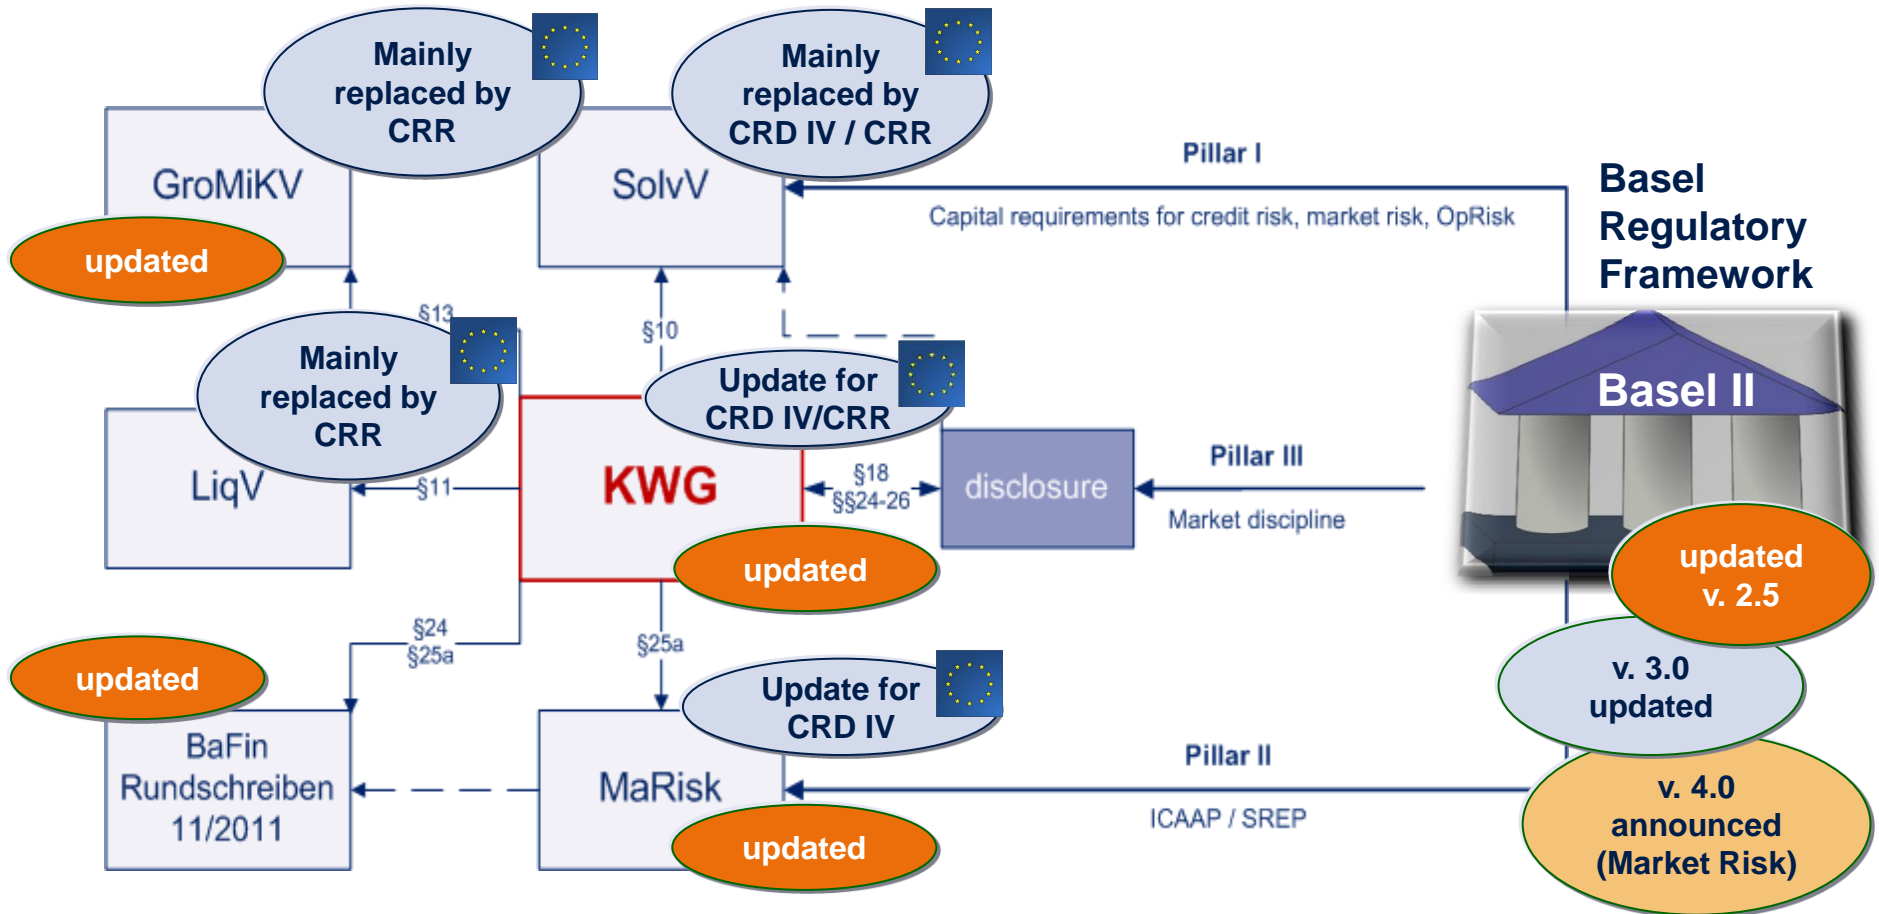 Mainly
replaced by
CRR
Mainly
replaced by
CRD IV / CRR
GroMiKV
SolvV
updated
Pillar I
Capital requirements for credit risk, market risk, OpRisk
Basel
Regulatory
Framework
§13
§10
Mainly
replaced by
CRR
Update for
CRD IV/CRR
LiqV
§11
KWG
§18
§§24-26
disclosure
Pillar III
Market discipline
Basel II
updated
updated
v. 2.5
§24
§25a
§25a
updated
Update for
CRD IV
v. 3.0
updated
BaFin
Rundschreiben
11/2011
MaRisk
updated
Pillar II
ICAAP / SREP
v. 4.0
announced
(Market Risk)